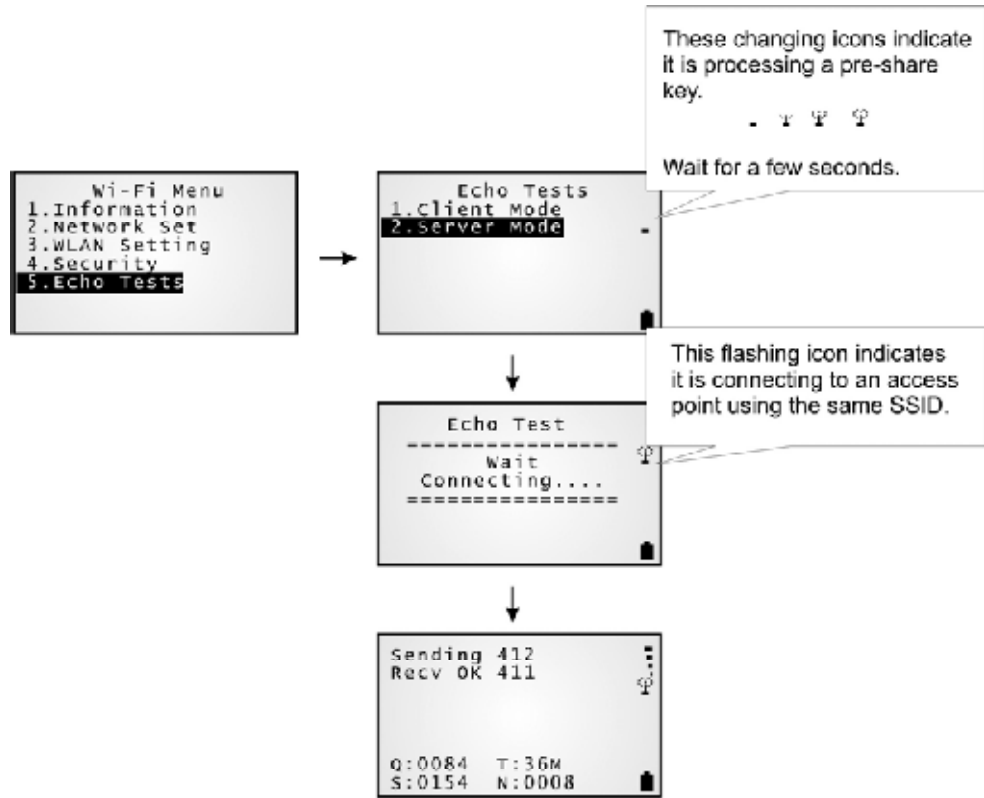 These changing icons indicate
it is processing a pre-share
key.
Wait for a few seconds.
Wi-Fi Menu
1.Information
2.Network Set
3.WLAN Setting
4.Security
5.Echo Tests
Echo Tests
1.Client Mode
2.Server Mode
This flashing icon indicates
it is connecting to an access
point using the same SSID.
Echo Test
=================
Wait
Connecting....
=================
Sending 412
Recv OK 411
Q:0084 T:36M
S:0154 N:0008